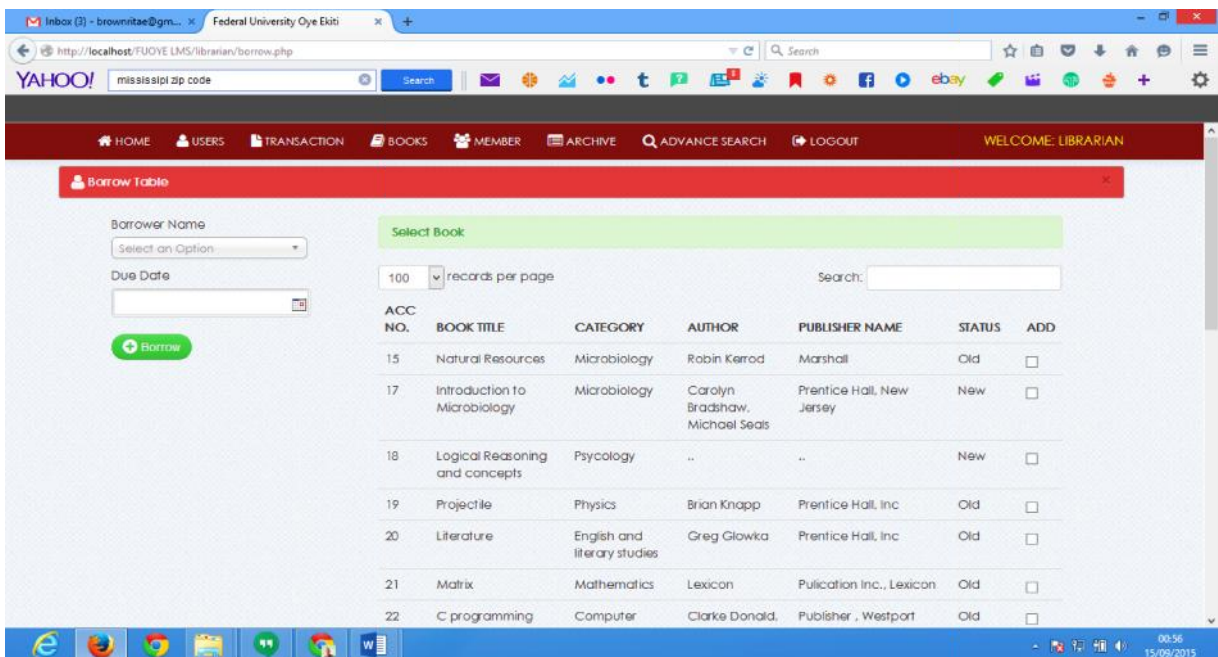 Inbox (3) - brownritae@gm... × Federal University Oye Ekiti × +
http://localhost/FUOYE LMS/librarian/borrow.php Search
YAHOO! mississipi zip code Search t ebay +
HOME USERS TRANSACTION BOOKS MEMBER ARCHIVE ADVANCE SEARCH LOGOUT WELCOME: LIBRARIAN
Borrow Table ×
Borrower Name
Select an Option
Due Date
Borrow
Select Book
100 records per page Search:
ACC
NO. BOOK TITLE CATEGORY AUTHOR PUBLISHER NAME STATUS ADD
15 Natural Resources Microbiology Robin Kerrod Marshall Old
17 Introduction to Microbiology Prentice Hall, New New
Microbiology Carolyn Bradshaw, Jersey
Michael Seals
18 Logical Reasoning Psycology .. .. New
and concepts
19 Projectile Physics Brian Knapp Prentice Hall, Inc Old
20 Literature English and Greg Glowka Prentice Hall, Inc Old
literary studies
21 Matrix Mathematics Lexicon Pulication Inc., Lexicon Old
22 C programming Computer Clarke Donald, Publisher , Westport Old
00:56
15/09/2015